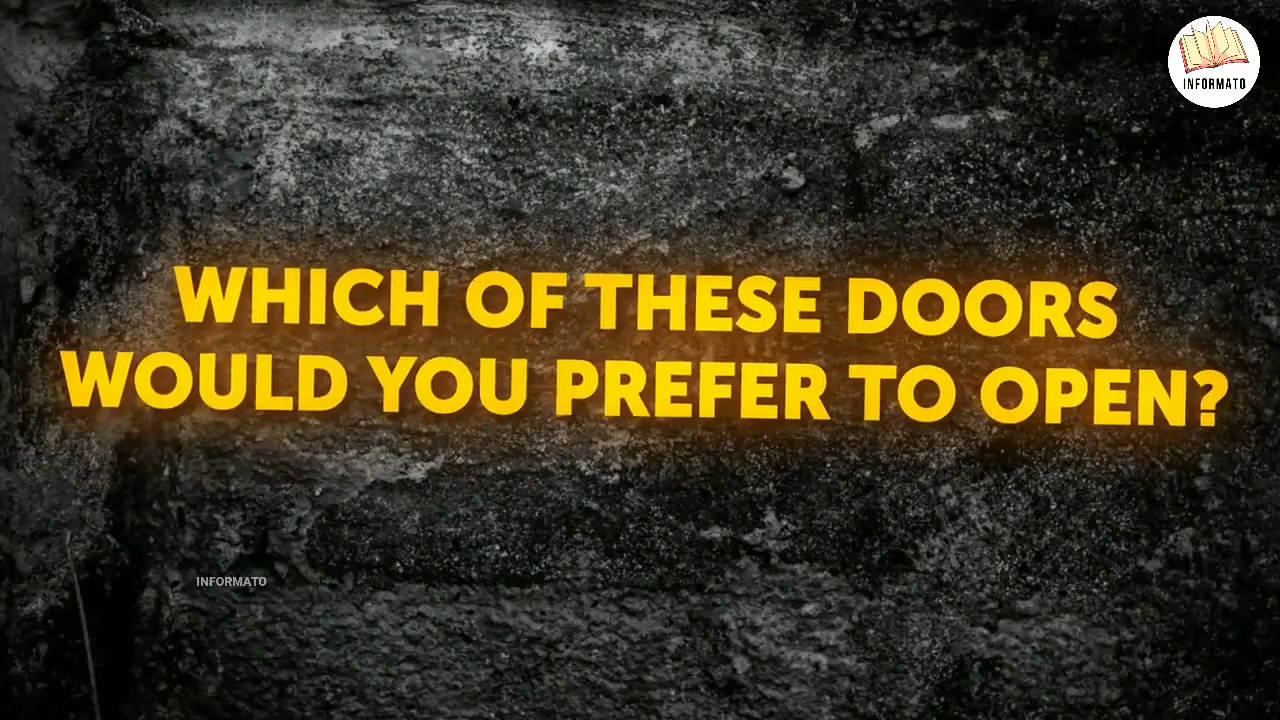 INFORMATO
WHICH OF THESE DOORS
WOULD YOU PREFER TO OPEN?
INFORMATO